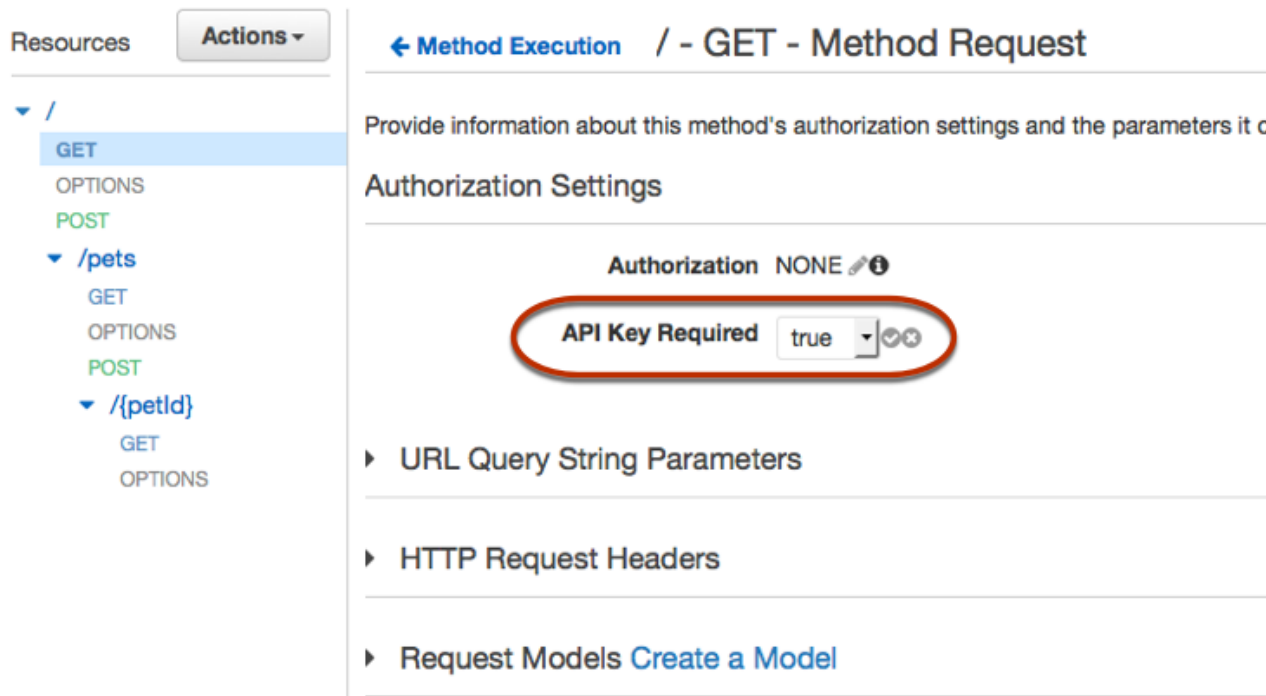 Resources
Actions
/
GET
OPTIONS
POST
/pets
GET
OPTIONS
POST
/{petId}
GET
OPTIONS
Method Execution / - GET - Method Request
Provide information about this method's authorization settings and the parameters it
Authorization Settings
Authorization NONE
API Key Required true
URL Query String Parameters
HTTP Request Headers
Request Models Create a Model